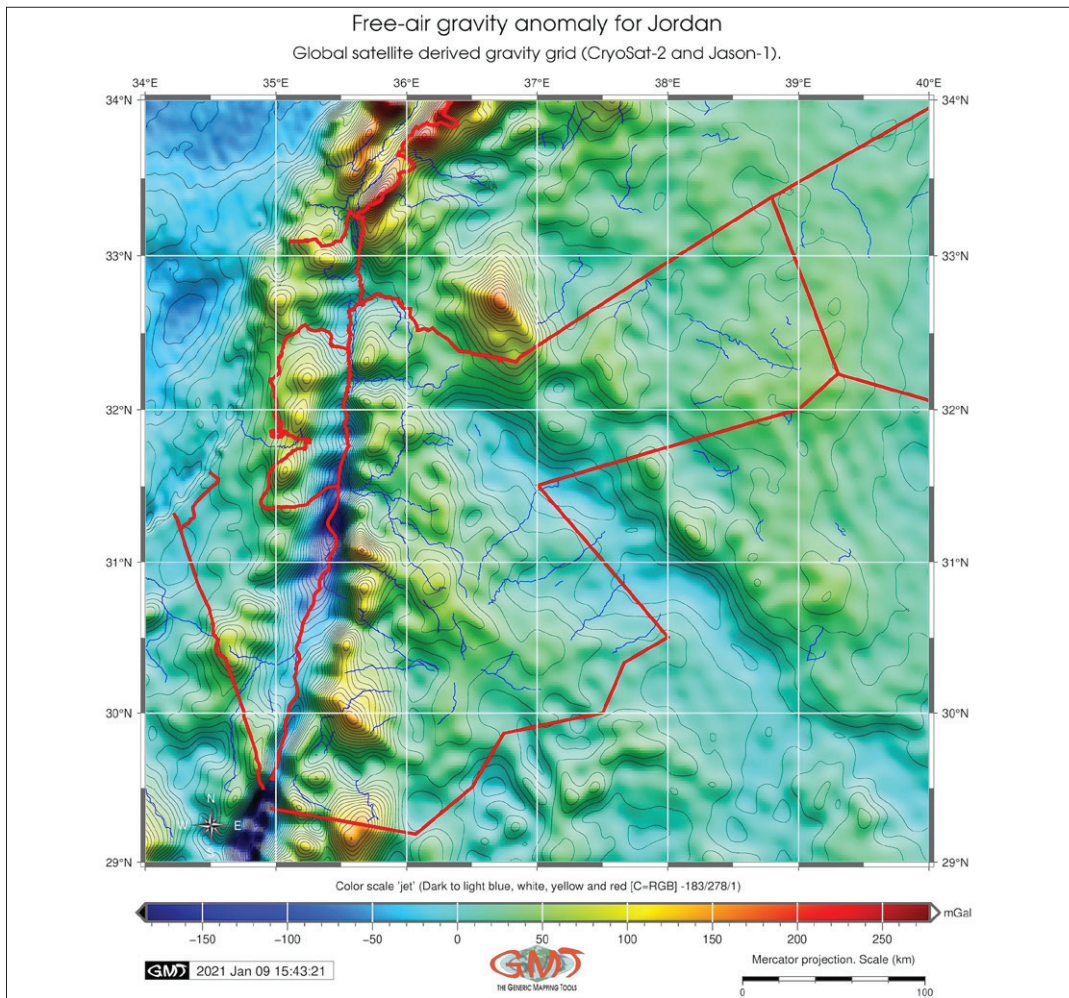 Free-air gravity anomaly for Jordan
Global satellite derived gravity grid (CryoSat-2 and Jason-1).
34°E 35°E 36°E 37°E 38°E 39°E 40°E
34°N 34°N
33°N 33°N
32°N 32°N
31°N 31°N
30°N 30°N
N
E
29°N 29°N
Color scale 'jet' (Dark to light blue, white, yellow and red [C=RGB] -183/278/1)
mGal
−150 −100 −50 0 50 100 150 200 250
GMT 2021 Jan 09 15:43:21
GMT
THE GENERIC MAPPING TOOLS
Mercator projection. Scale (km)
0 100